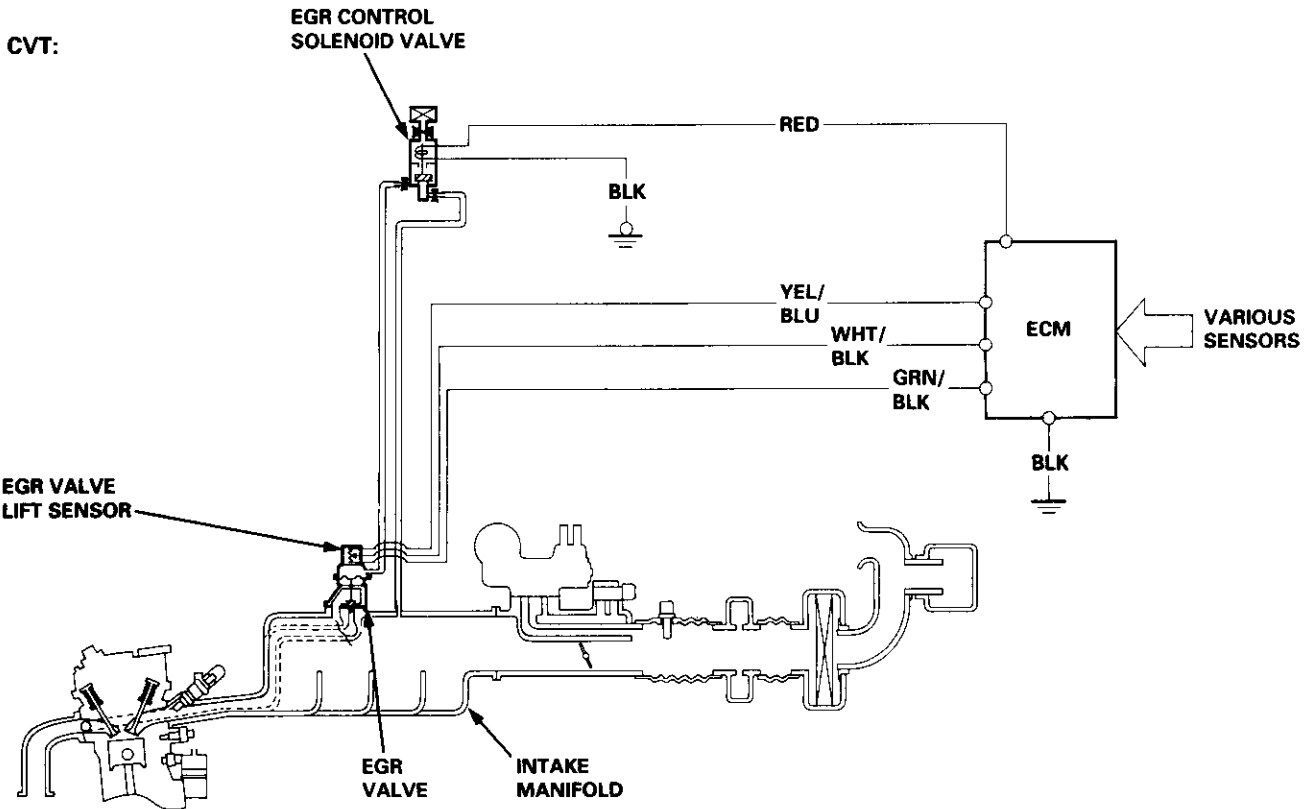 CVT:
EGR CONTROL
SOLENOID VALVE
RED
BLK
YEL/
BLU
WHT/
BLK
GRN/
BLK
ECM
VARIOUS
SENSORS
BLK
EGR VALVE
LIFT SENSOR
EGR
VALVE
INTAKE
MANIFOLD